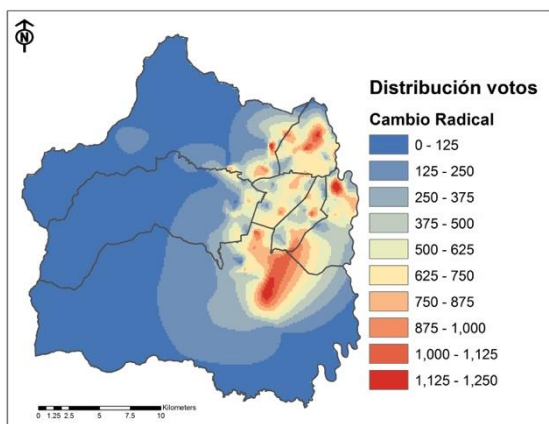 N
Distribución votos
Cambio Radical
0 - 125
125 - 250
250 - 375
375 - 500
500 - 625
625 - 750
750 - 875
875 - 1,000
1,000 - 1,125
1,125 - 1,250
0 1.25 2.5 5 7.5 10
Kilometers